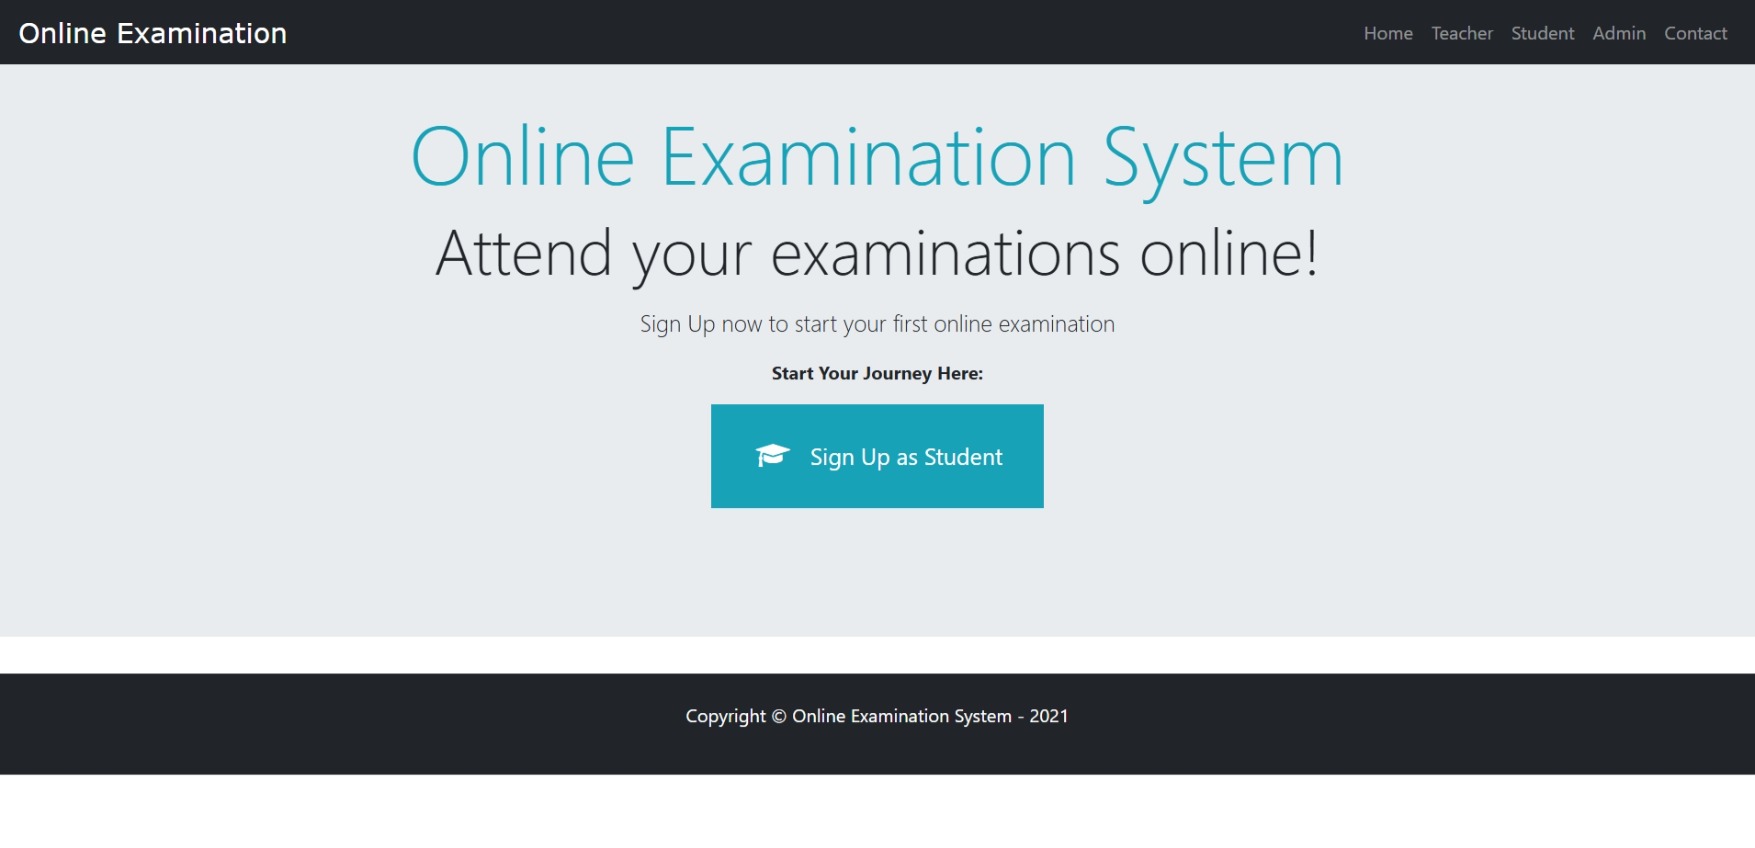 Online Examination
Home Teacher Student Admin Contact
Online Examination System
Attend your examinations online!
Sign Up now to start your first online examination
Start Your Journey Here:
Sign Up as Student
Copyright © Online Examination System - 2021